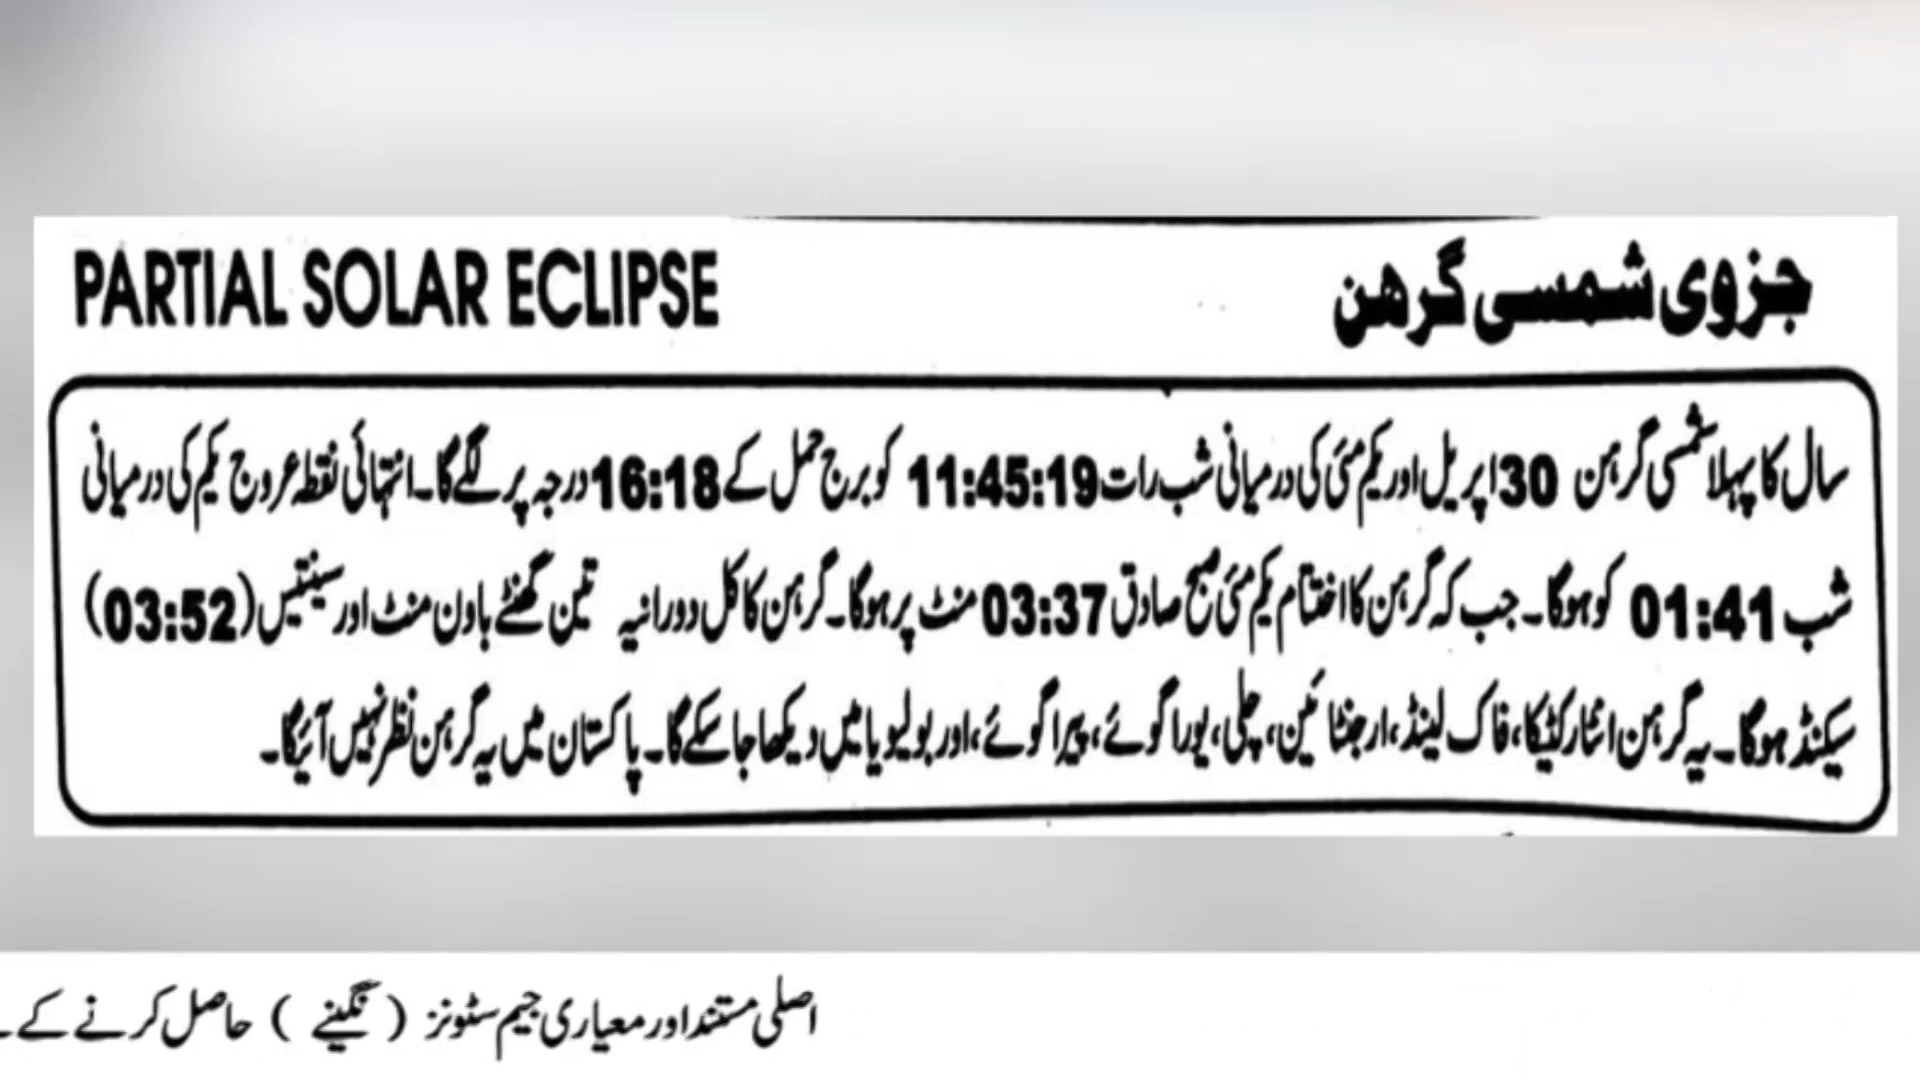 PARTIAL SOLAR ECLIPSE
جزوی شمسی گرهن
سال کا پہلا شمسی گرہن 30 اپریل اور یکم مئی کی درمیانی شب رات 11:45:19 کو برج حمل کے 16:18 درجہ پر لگے گا۔ انتہائی نقطہ عروج یکم کی درمیانی
شب 01:41 کو ہوگا۔ جب کہ گرہن کا اختتام یکم مئی صبح صادق 03:37 منٹ پر ہوگا۔ گرہن کا کل دورانیہ تین گھنٹے باون منٹ اور سینتیس (03:52)
سیکنڈ ہوگا۔ یہ گرہن انٹارکٹیکا، فاک لینڈ، ارجنٹائین، چلی، یوراگوئے، پیراگوئے، اور بولیویا میں دیکھا جا سکے گا۔ پاکستان میں یہ گرہن نظر نہیں آئیگا۔
اصلی مستند اور معیاری جیم سٹونز ( نگینے ) حاصل کرنے کے